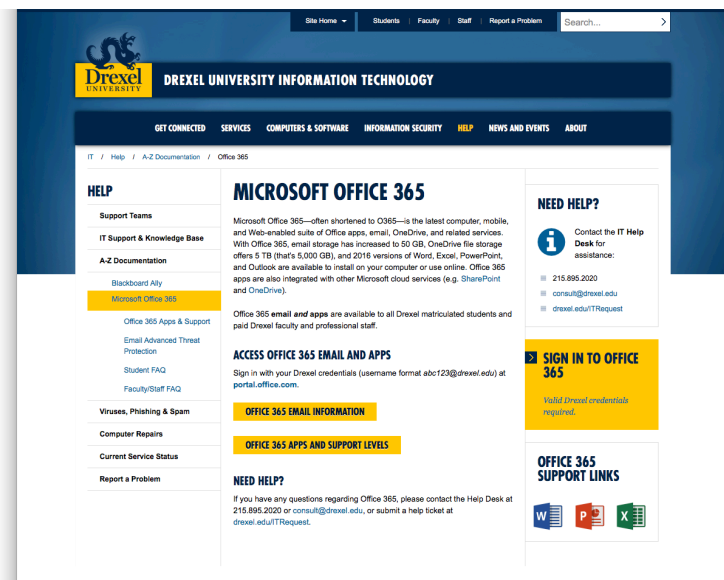 Site Home
Students | Faculty | Staff | Report a Problem
Search...
Drexel
UNIVERSITY
DREXEL UNIVERSITY INFORMATION TECHNOLOGY
GET CONNECTED SERVICES COMPUTERS & SOFTWARE INFORMATION SECURITY HELP NEWS AND EVENTS ABOUT
IT / Help / A-Z Documentation / Office 365
HELP
Support Teams
IT Support & Knowledge Base
A-Z Documentation
Blackboard Ally
Microsoft Office 365
Office 365 Apps & Support
Email Advanced Threat
Protection
Student FAQ
Faculty/Staff FAQ
Viruses, Phishing & Spam
Computer Repairs
Current Service Status
Report a Problem
MICROSOFT OFFICE 365
Microsoft Office 365—often shortened to O365—is the latest computer, mobile,
and Web-enabled suite of Office apps, email, OneDrive, and related services.
With Office 365, email storage has increased to 50 GB, OneDrive file storage
offers 5 TB (that's 5,000 GB), and 2016 versions of Word, Excel, PowerPoint,
and Outlook are available to install on your computer or use online. Office 365
apps are also integrated with other Microsoft cloud services (e.g. SharePoint
and OneDrive).
Office 365 email and apps are available to all Drexel matriculated students and
paid Drexel faculty and professional staff.
ACCESS OFFICE 365 EMAIL AND APPS
Sign in with your Drexel credentials (username format abc123@drexel.edu) at
portal.office.com.
OFFICE 365 EMAIL INFORMATION
OFFICE 365 APPS AND SUPPORT LEVELS
NEED HELP?
If you have any questions regarding Office 365, please contact the Help Desk at
215.895.2020 or consult@drexel.edu, or submit a help ticket at
drexel.edu/ITRequest.
NEED HELP?
Contact the IT Help
Desk for
assistance:
215.895.2020
consult@drexel.edu
drexel.edu/ITRequest
SIGN IN TO OFFICE
365
Valid Drexel credentials
required.
OFFICE 365
SUPPORT LINKS
W
P
X